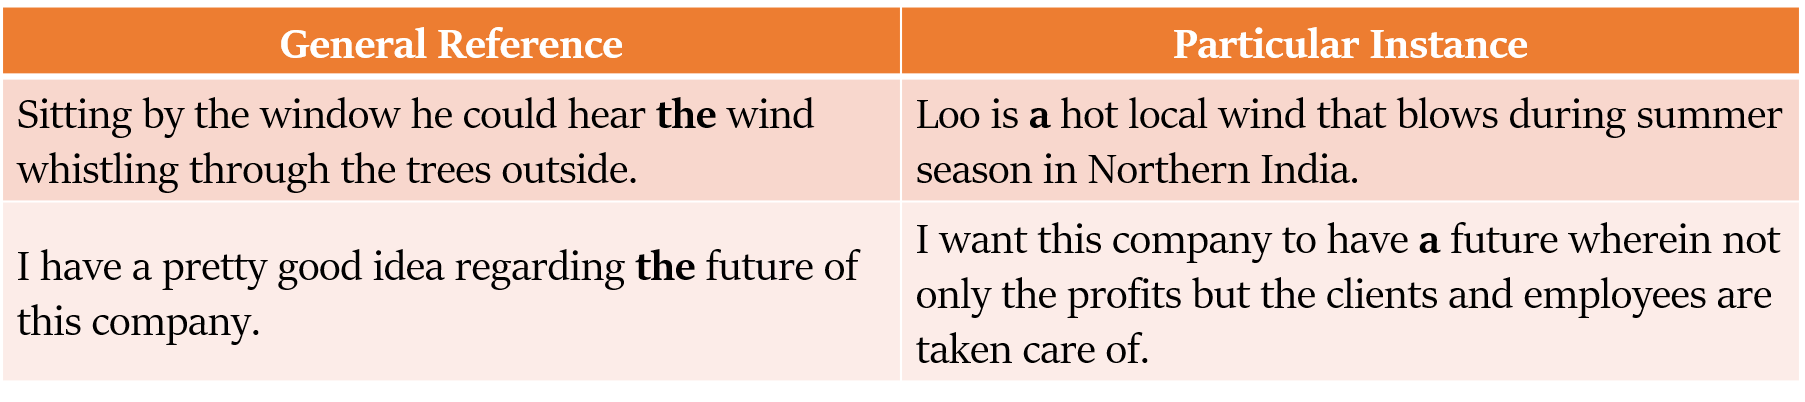 General Reference
Particular Instance
Sitting by the window he could hear the wind
whistling through the trees outside.
Loo is a hot local wind that blows during summer
season in Northern India.
I have a pretty good idea regarding the future of
this company.
I want this company to have a future wherein not
only the profits but the clients and employees are
taken care of.